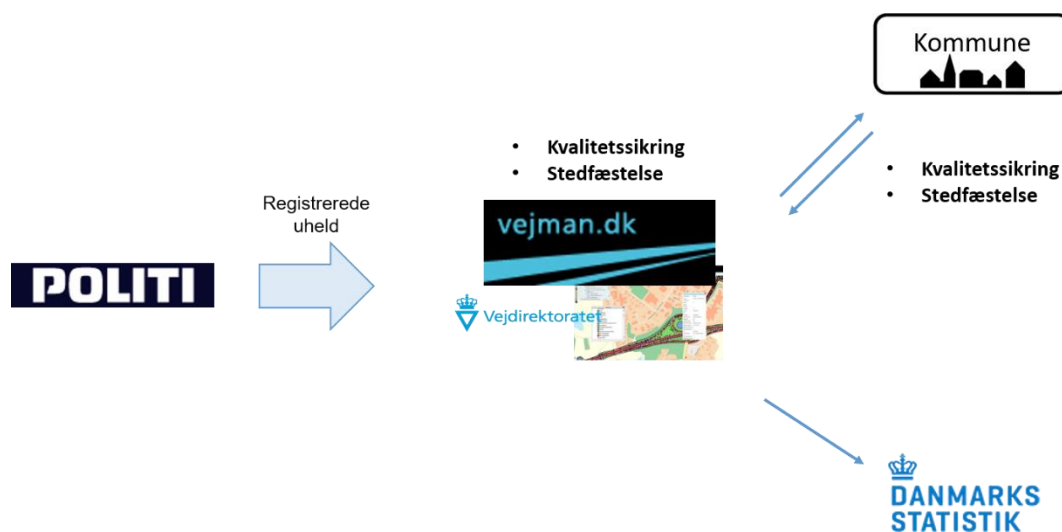 Kommune
• Kvalitetssikring
• Stedfæstelse
• Kvalitetssikring
• Stedfæstelse
Registrerede
uheld
vejman.dk
POLITI
Vejdirektoratet
DANMARKS
STATISTIK